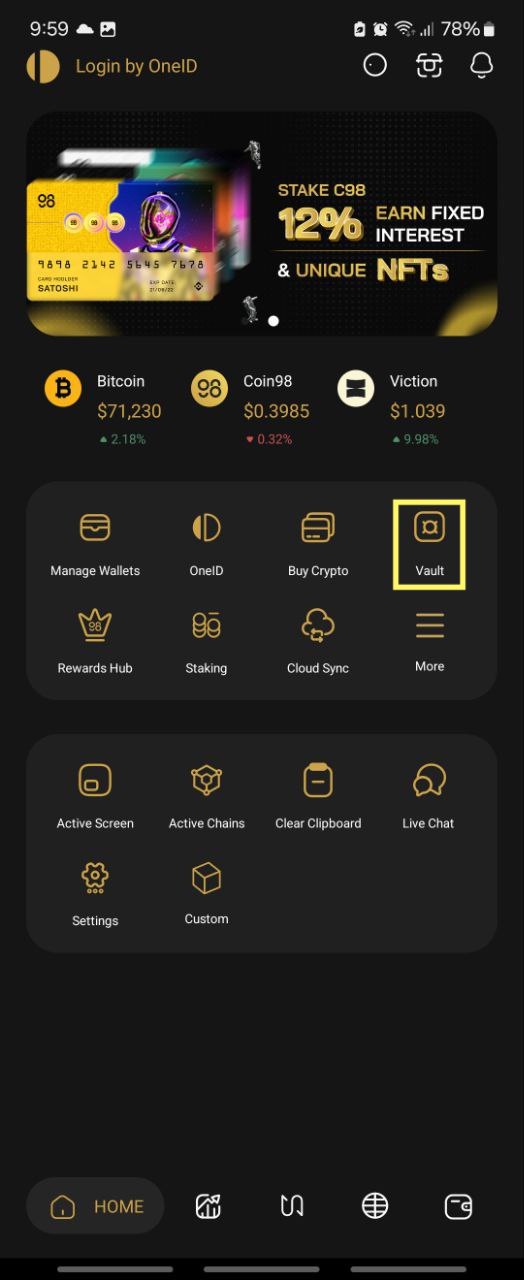 9:59
78%
Login by OneID
98
9898 2142 5645 7678
CARD HODLDER
SATOSHI
EXP DATE
21/09/22
STAKE C98
12% EARN FIXED
INTEREST
& UNIQUE NFTs
Bitcoin
$71,230
2.18%
Coin98
$0.3985
0.32%
Viction
$1.039
9.98%
Manage Wallets
OneID
Buy Crypto
Vault
Rewards Hub
Staking
Cloud Sync
More
Active Screen
Active Chains
Clear Clipboard
Live Chat
Settings
Custom
HOME